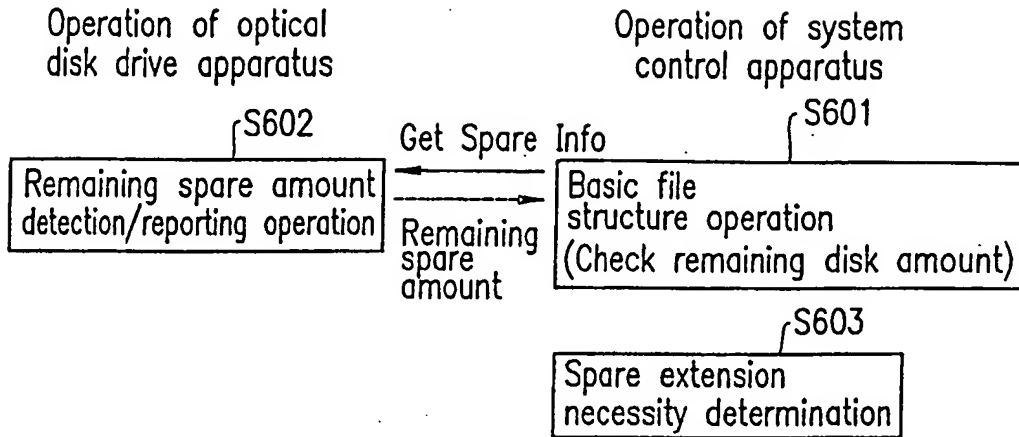 Operation of optical
disk drive apparatus
Operation of system
control apparatus
S602
S601
Get Spare Info
Remaining spare amount
detection/reporting operation
Remaining
spare
amount
Basic file
structure operation
(Check remaining disk amount)
S603
Spare extension
necessity determination